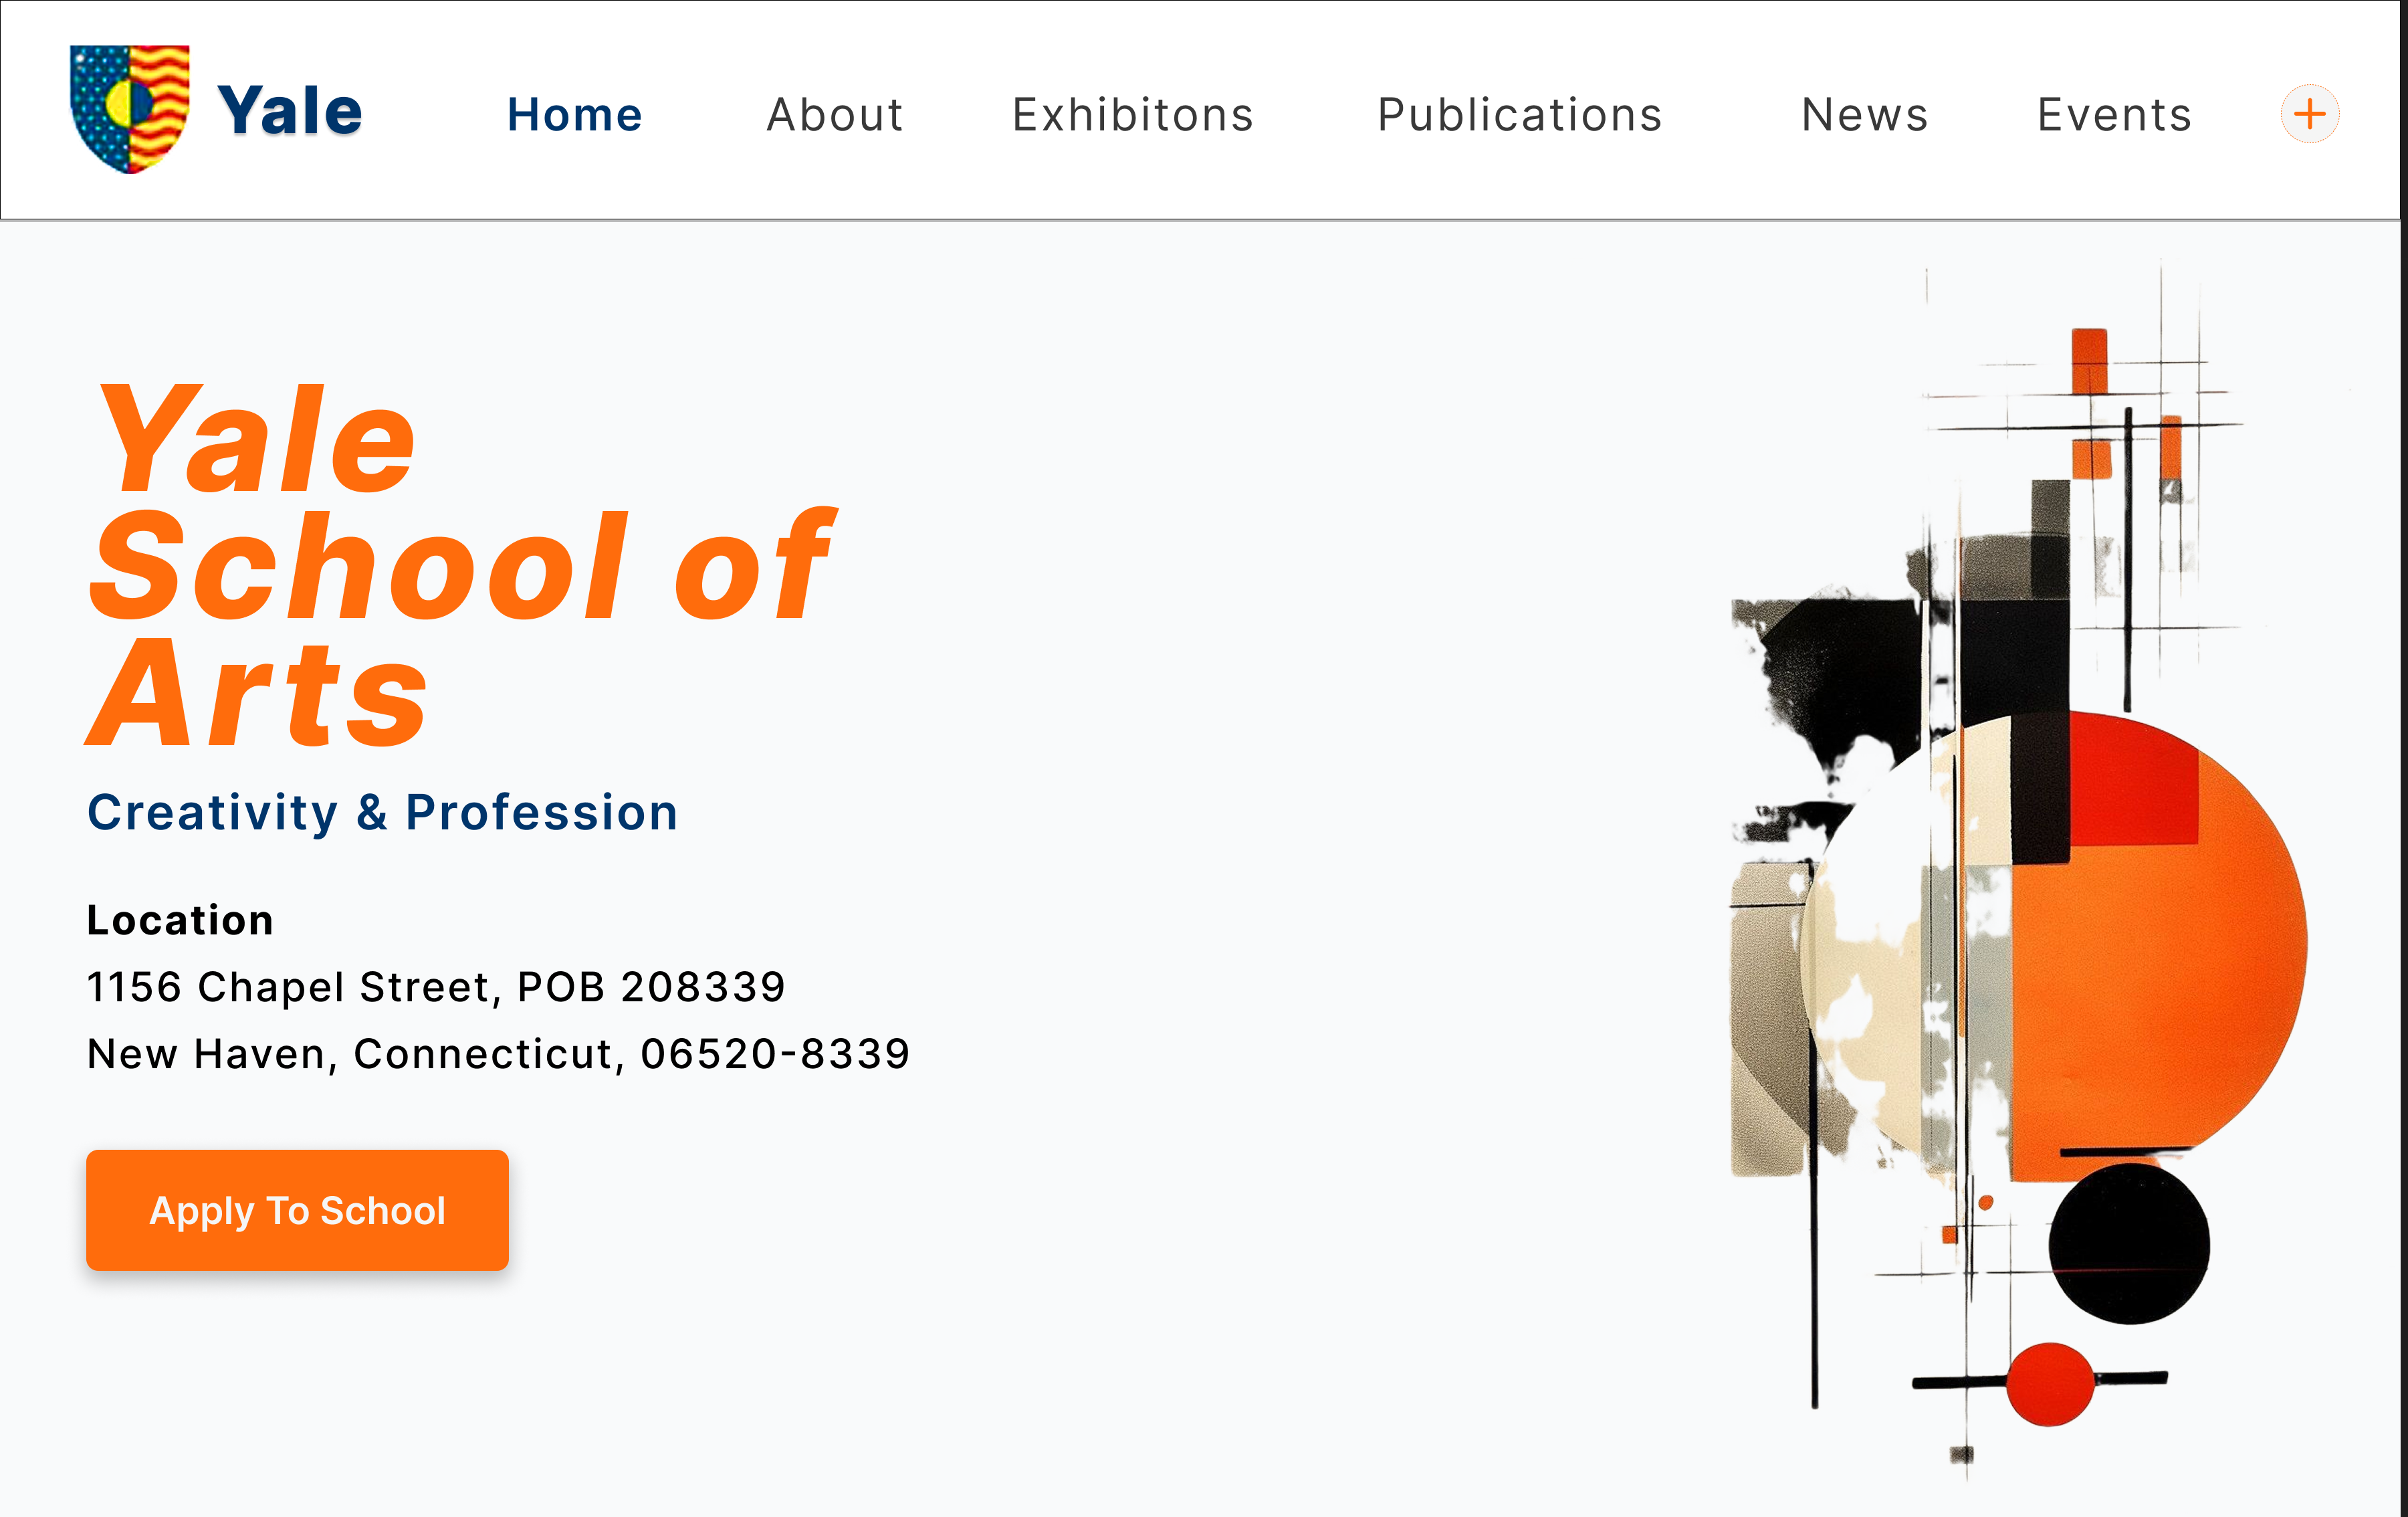 Yale
Home About Exhibitons Publications News Events +
Yale
School of
Arts
Creativity & Profession
Location
1156 Chapel Street, POB 208339
New Haven, Connecticut, 06520-8339
Apply To School